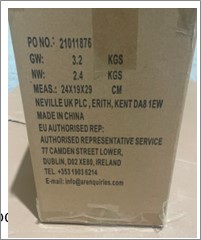 PO NO.: 21011876
GW: 3.2 KGS
NW: 2.4 KGS
MEAS.: 24X19X29 CM
NEVILLE UK PLC , ERITH, KENT DA8 1EW
MADE IN CHINA
EU AUTHORISED REP:
AUTHORISED REPRESENTATIVE SERVICE
77 CAMDEN STREET LOWER,
DUBLIN, D02 XE80, IRELAND
TEL: +353 1903 6214
E-mail: info@arenquiries.com